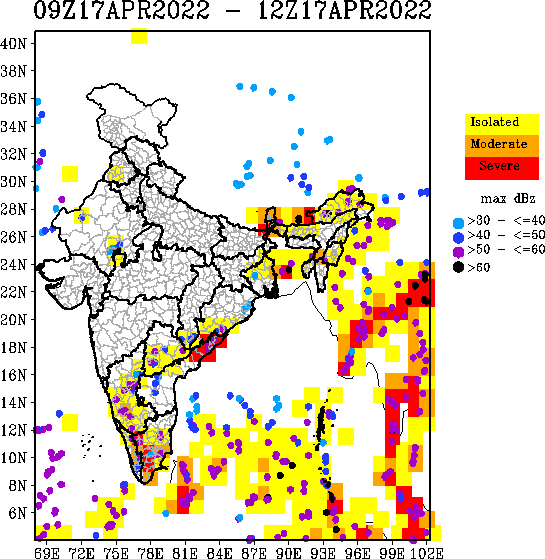 09Z17APR2022 – 12Z17APR2022
40N
38N
36N
34N
32N
30N
28N
26N
24N
22N
20N
18N
16N
14N
12N
10N
8N
6N
69E 72E 75E 78E 81E 84E 87E 90E 93E 96E 99E 102E
Isolated
Moderate
Severe
max dBz
>30 - <=40
>40 - <=50
>50 - <=60
>60